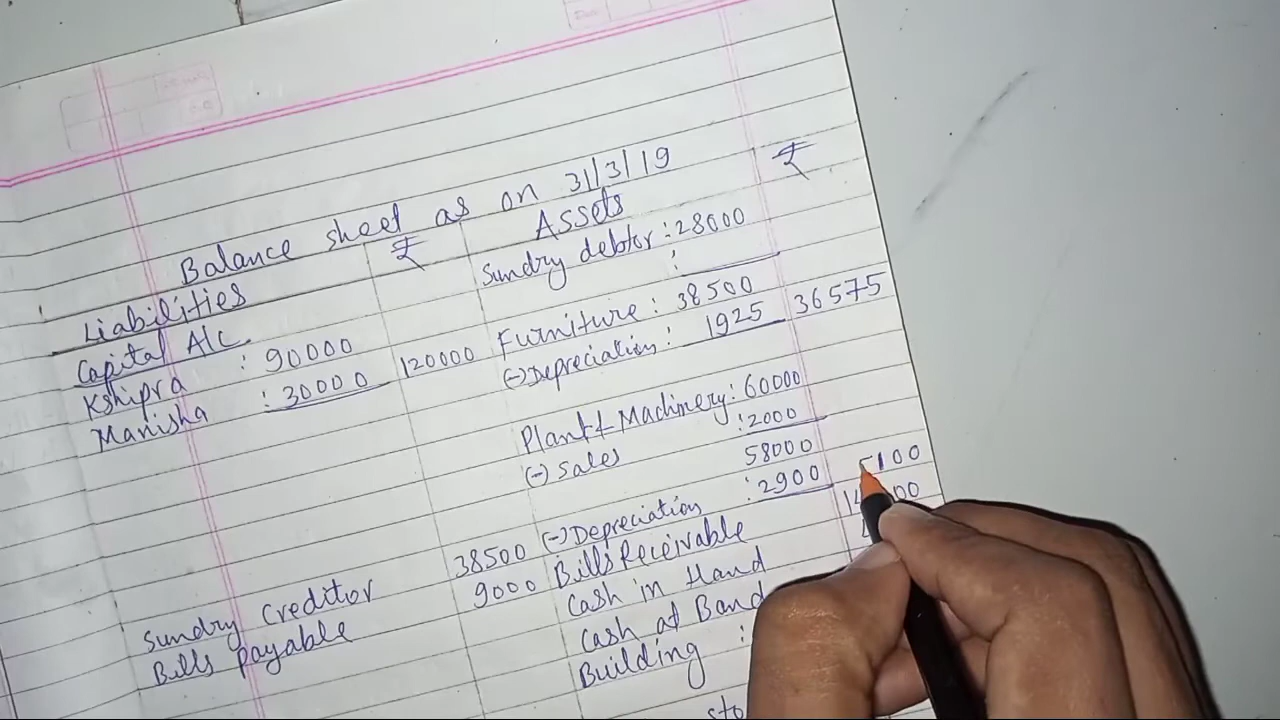 Balance sheet as on 31/3/19
Liabilities ₹ Assets ₹
Capital A/C
Kshipra : 90000
Manisha : 30000 120000
Sundry Creditor 38500
Bills payable 9000
Sundry debtor : 28000
:
Furniture : 38500
(-) Depreciation : 1925 36575
Plant & Machinery : 60000
(-) Sales : 2000
58000
(-) Depreciation : 2900 5100
Bills Receivable
Cash in Hand
Cash at Band
Building :